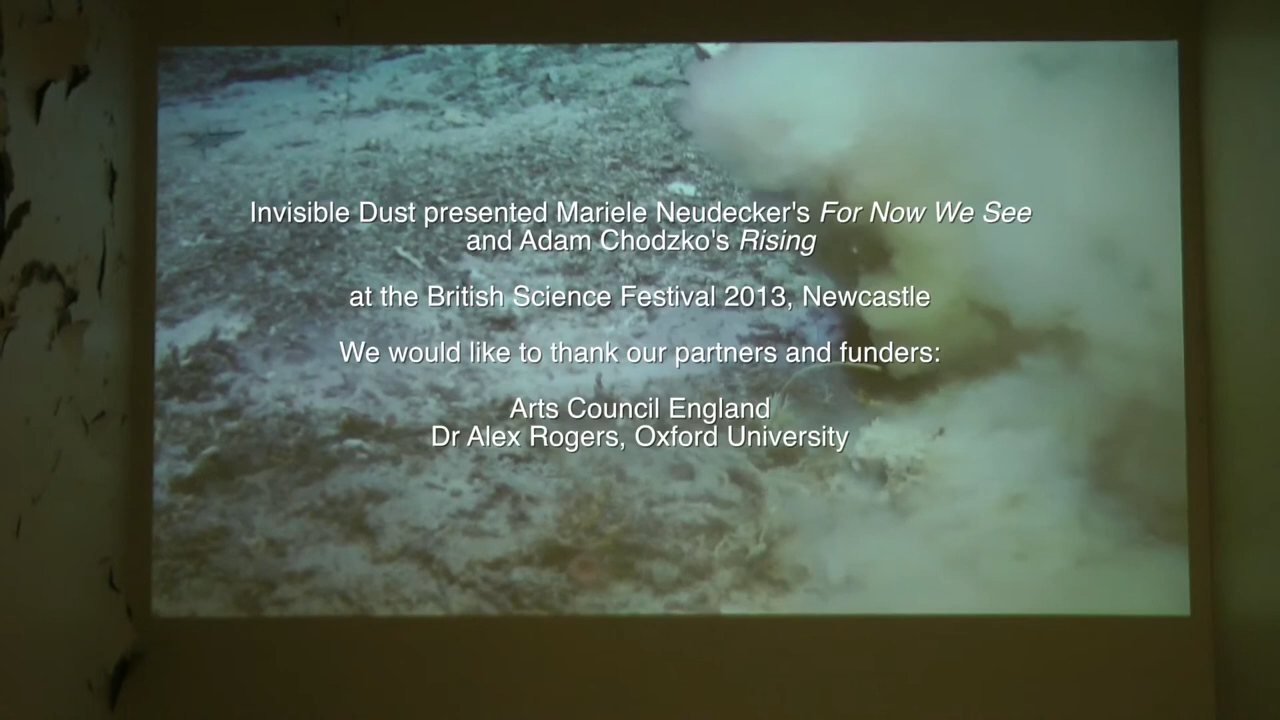 Invisible Dust presented Mariele Neudecker's For Now We See
and Adam Chodzko's Rising
at the British Science Festival 2013, Newcastle
We would like to thank our partners and funders:
Arts Council England
Dr Alex Rogers, Oxford University